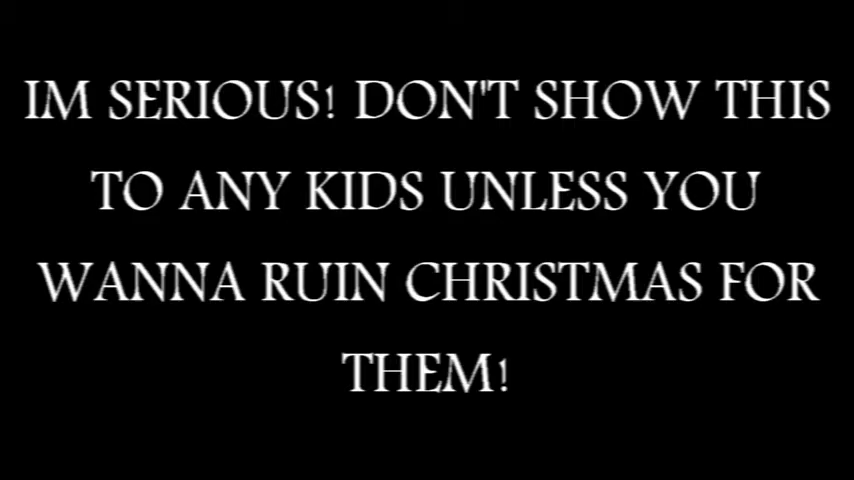 IM SERIOUS! DON'T SHOW THIS
TO ANY KIDS UNLESS YOU
WANNA RUIN CHRISTMAS FOR
THEM!